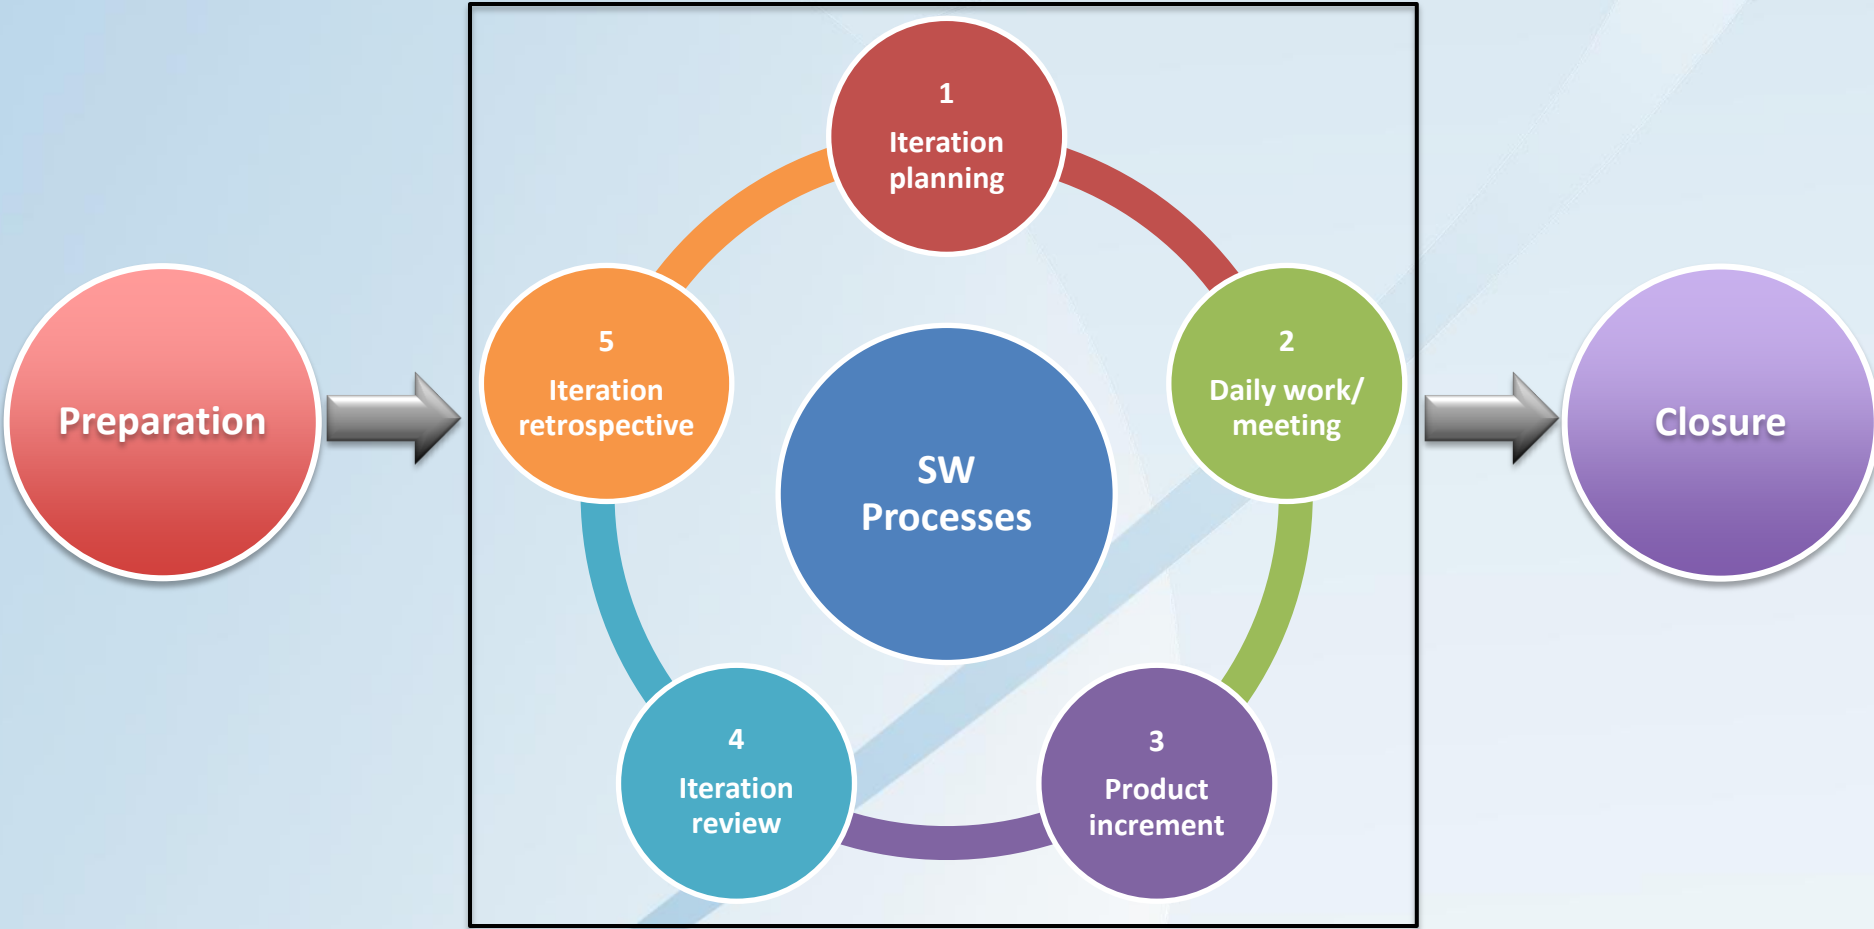 Preparation
1
Iteration
planning
2
Daily work/
meeting
3
Product
increment
4
Iteration
review
5
Iteration
retrospective
SW
Processes
Closure